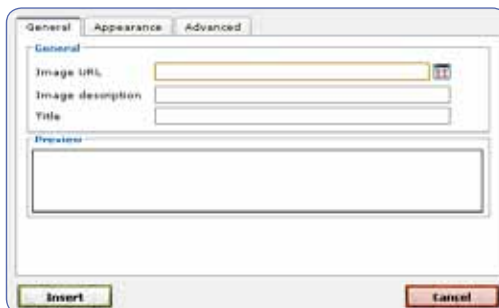 General Appearance Advanced
General
Image URL
Image description
Title
Preview
Insert Cancel